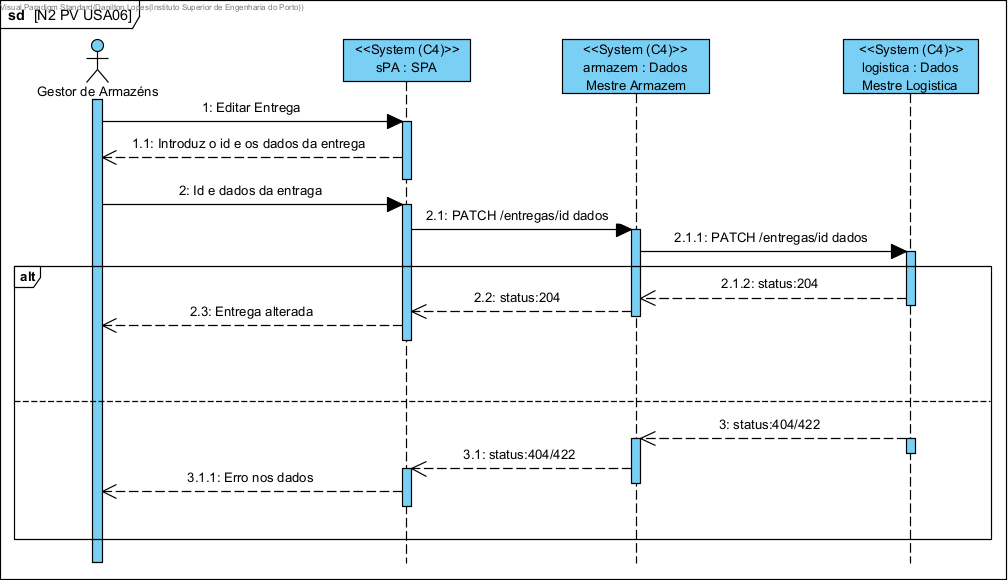 Visual Paradigm Standard(Danilton Lopes(Instituto Superior de Engenharia do Porto))
sd [N2 PV USA06]
<<System (C4)>>
sPA : SPA
<<System (C4)>>
armazem : Dados
Mestre Armazem
<<System (C4)>>
logistica : Dados
Mestre Logistica
Gestor de Armazéns
1: Editar Entrega
1.1: Introduz o id e os dados da entrega
2: Id e dados da entraga
2.1: PATCH /entregas/id dados
2.1.1: PATCH /entregas/id dados
alt
2.1.2: status:204
2.2: status:204
2.3: Entrega alterada
3: status:404/422
3.1: status:404/422
3.1.1: Erro nos dados